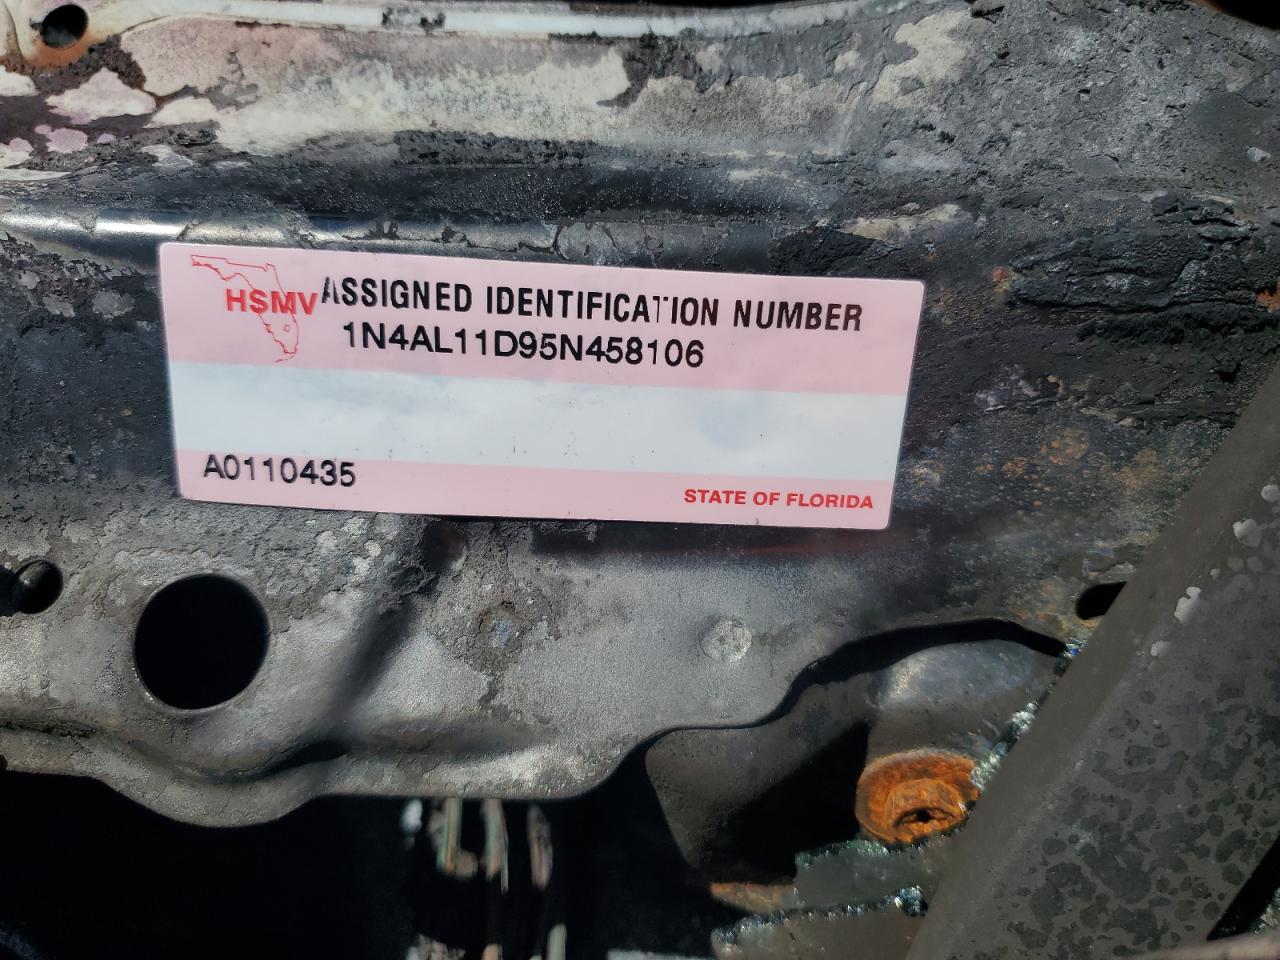 HSMV ASSIGNED IDENTIFICATION NUMBER
1N4AL11D95N458106
A0110435
STATE OF FLORIDA